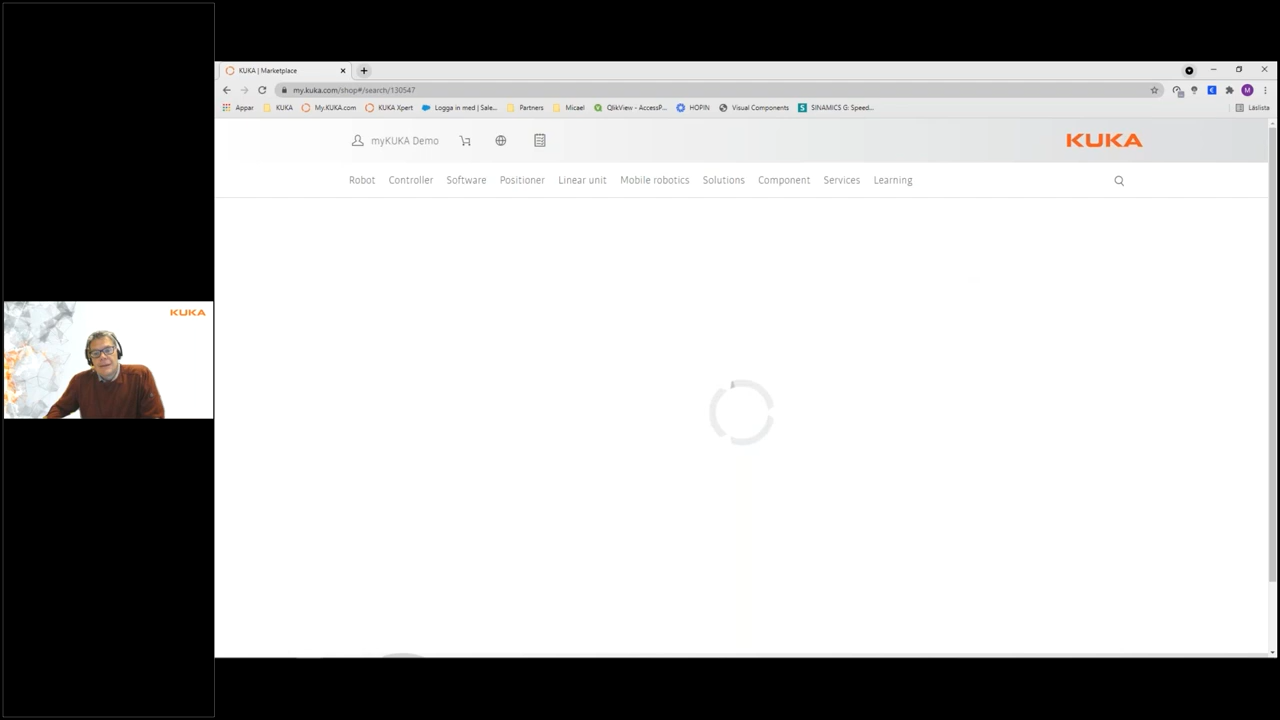 KUKA
KUKA | Marketplace
my.kuka.com/shop#/search/130547
Appar KUKA My.KUKA.com KUKA Xpert Logga in med | Sale... Partners Micael QlikView - AccessP... HOPIN Visual Components SINAMICS G: Speed... Läslista
myKUKA Demo KUKA
Robot Controller Software Positioner Linear unit Mobile robotics Solutions Component Services Learning